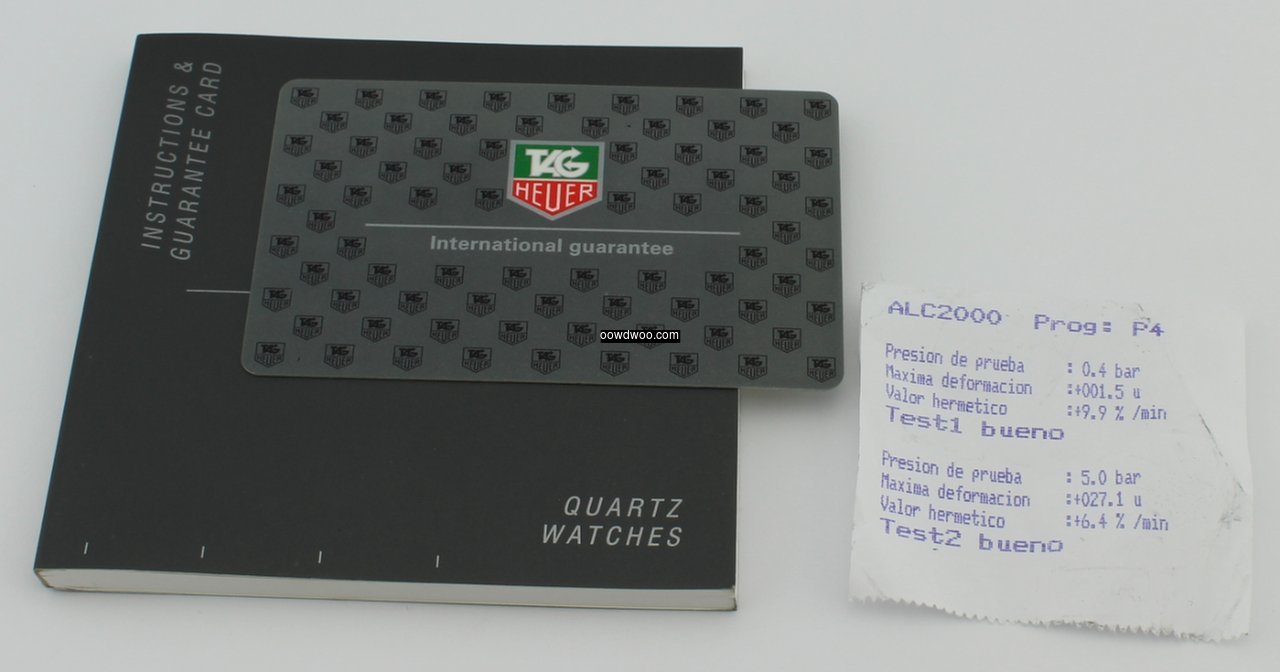 INSTRUCTIONS &
GUARANTEE CARD
TAG
HEUER
International guarantee
oowdwoo.com
QUARTZ
WATCHES
ALC2000 Prog: P4
Presion de prueba : 0.4 bar
Maxima deformacion :+001.5 u
Valor hermetico :+9.9 % /min
Test1 bueno
Presion de prueba : 5.0 bar
Maxima deformacion :+027.1 u
Valor hermetico :+6.4 % /min
Test2 bueno